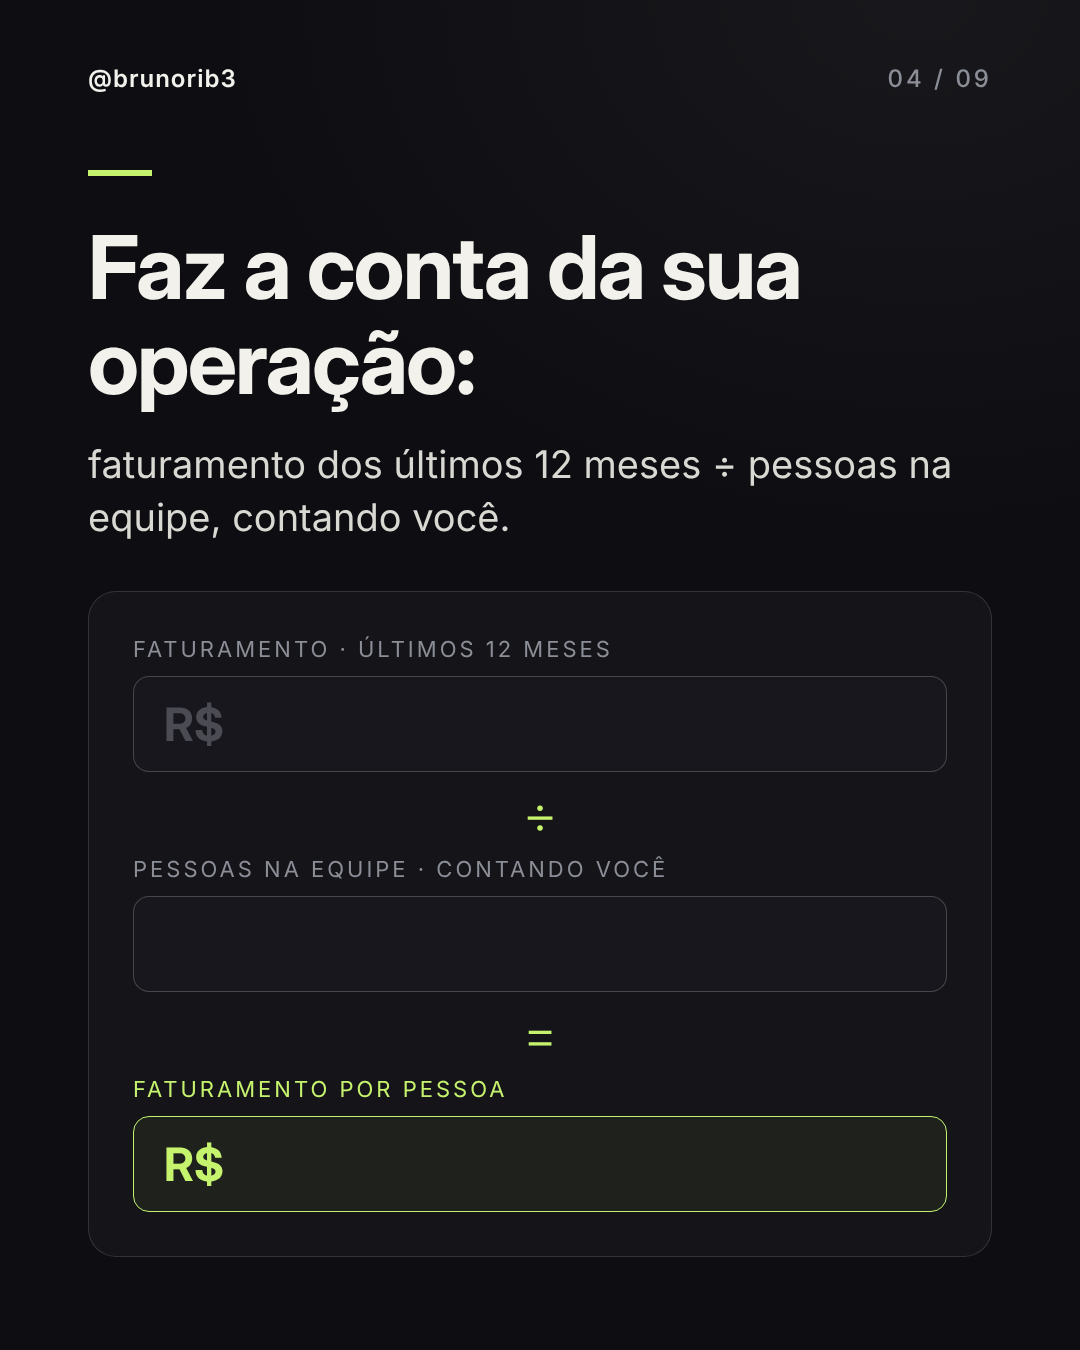 @brunorib3
04 / 09
Faz a conta da sua
operação:
faturamento dos últimos 12 meses ÷ pessoas na
equipe, contando você.
FATURAMENTO · ÚLTIMOS 12 MESES
R$
÷
PESSOAS NA EQUIPE · CONTANDO VOCÊ
=
FATURAMENTO POR PESSOA
R$